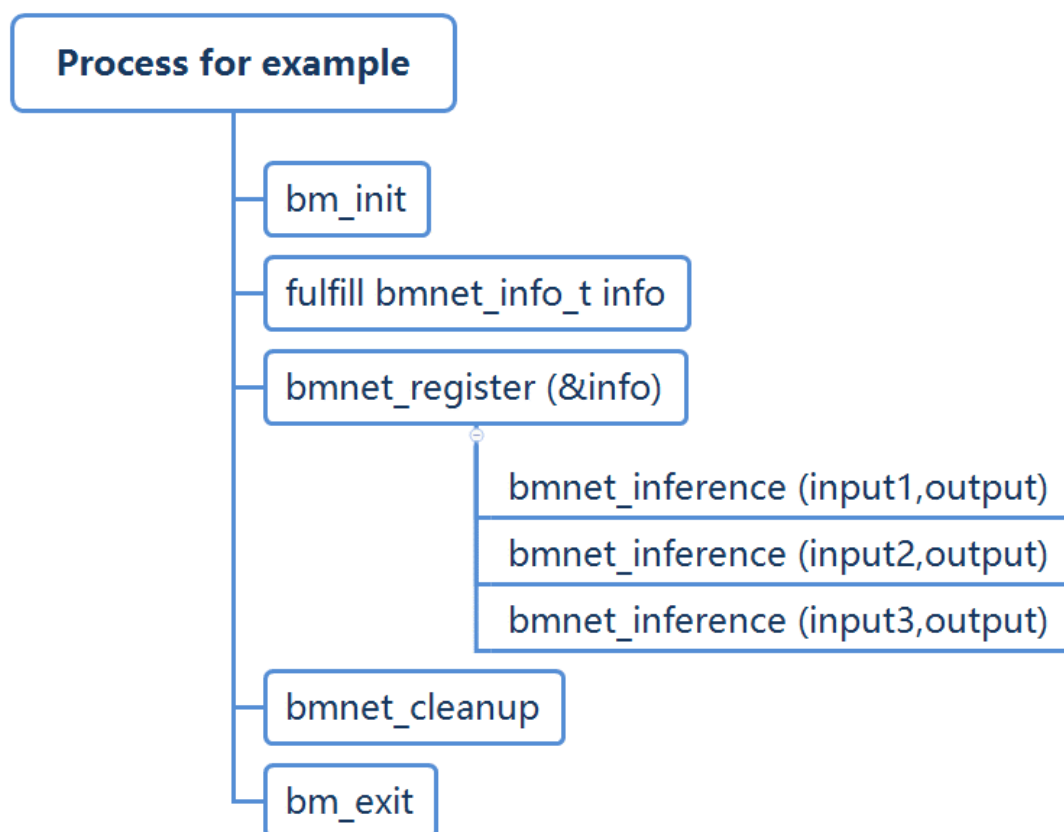 Process for example
bm_init
fulfill bmnet_info_t info
bmnet_register (&info)
bmnet_inference (input1,output)
bmnet_inference (input2,output)
bmnet_inference (input3,output)
bmnet_cleanup
bm_exit